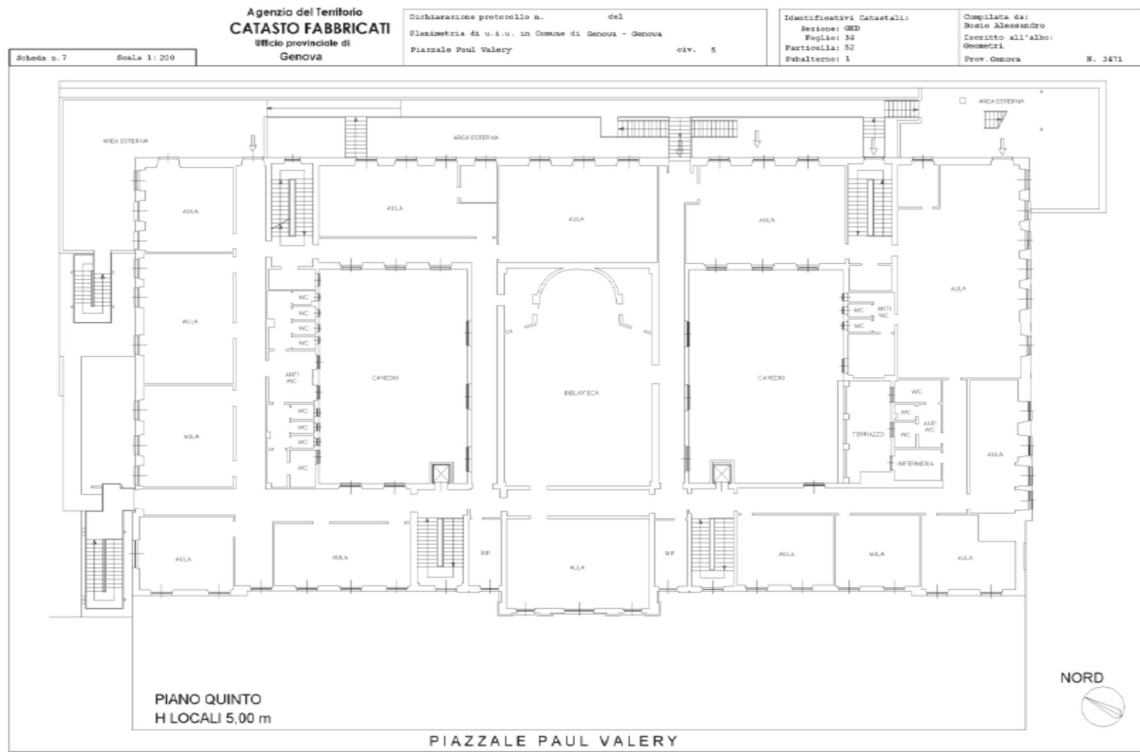 Agenzia del Territorio
CATASTO FABBRICATI
Ufficio provinciale di
Genova
Scheda n.7 Scala 1:200
Dichiarazione protocollo n. del
Planimetria di u.i.u. in Comune di Genova - Genova
Piazzale Paul Valery civ. 5
Identificativi Catastali:
Sezione: GED
Foglio: 34
Particella: 52
Subalterno: 1
Compilata da:
Bosio Alessandro
Iscritto all'albo:
Geometri
Prov.Genova N. 3471
AREA ESTERNA
AREA ESTERNA
AREA ESTERNA
AULA
AULA
AULA
AULA
AULA
AULA
AULA
WC
WC
WC
WC
ANTI
WC
WC
WC
WC
WC
CAVEDIO
BIBLIOTECA
CAVEDIO
WC
WC
ANTI
WC
AULA
TERRAZZO
WC
WC
WC
ANTI
WC
INFERMERIA
AULA
AULA
AULA
RIP
AULA
RIP
AULA
AULA
AULA
PIANO QUINTO
H LOCALI 5,00 m
NORD
PIAZZALE PAUL VALERY